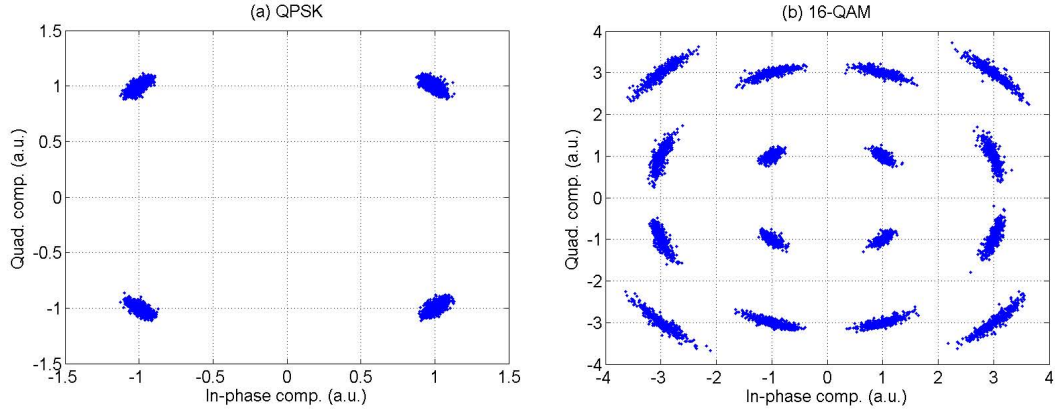 (a) QPSK
1.5
1
0.5
0
-0.5
-1
-1.5
Quad. comp. (a.u.)
-1.5 -1 -0.5 0 0.5 1 1.5
In-phase comp. (a.u.)
(b) 16-QAM
4
3
2
1
0
-1
-2
-3
-4
Quad. comp. (a.u.)
-4 -3 -2 -1 0 1 2 3 4
In-phase comp. (a.u.)